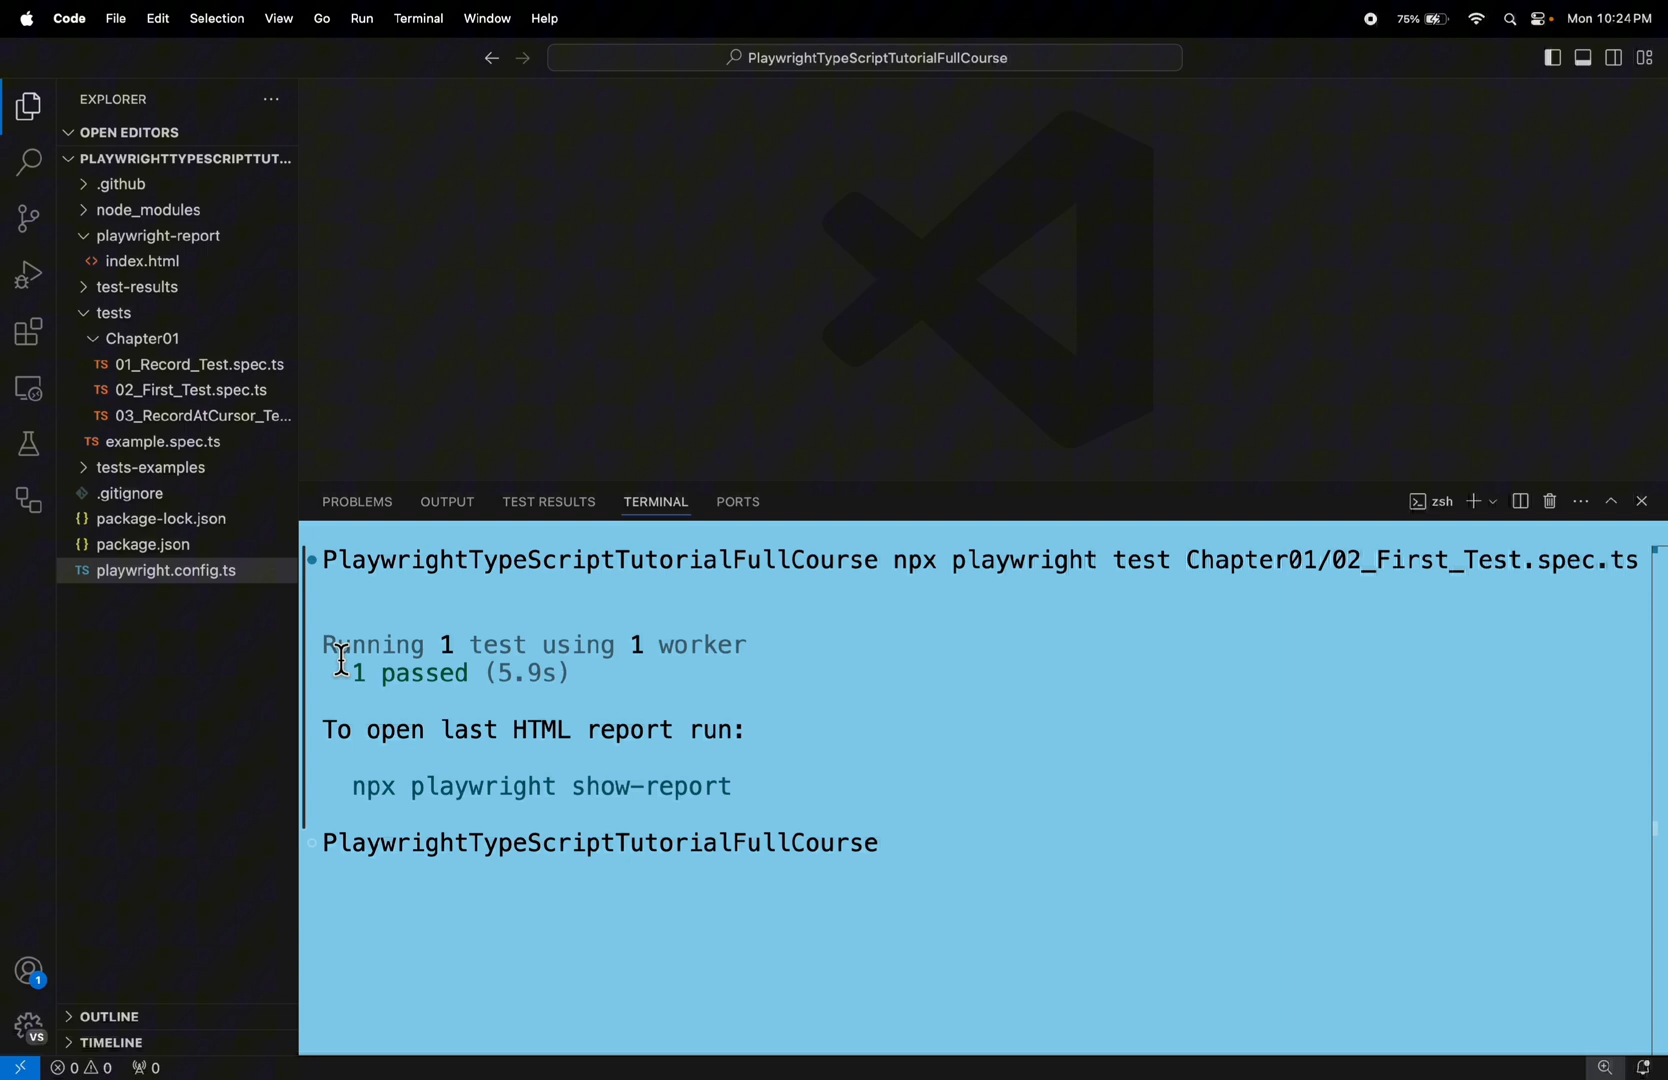 Code File Edit Selection View Go Run Terminal Window Help 75% Mon 10:24 PM
PlaywrightTypeScriptTutorialFullCourse
EXPLORER
OPEN EDITORS
PLAYWRIGHTTYPESCRIPTTUT...
.github
node_modules
playwright-report
<> index.html
test-results
tests
Chapter01
TS 01_Record_Test.spec.ts
TS 02_First_Test.spec.ts
TS 03_RecordAtCursor_Te...
TS example.spec.ts
tests-examples
.gitignore
{} package-lock.json
{} package.json
TS playwright.config.ts
OUTLINE
TIMELINE
PROBLEMS OUTPUT TEST RESULTS TERMINAL PORTS zsh
PlaywrightTypeScriptTutorialFullCourse npx playwright test Chapter01/02_First_Test.spec.ts
Running 1 test using 1 worker
1 passed (5.9s)
To open last HTML report run:
npx playwright show-report
PlaywrightTypeScriptTutorialFullCourse
1
VS
0 0 0